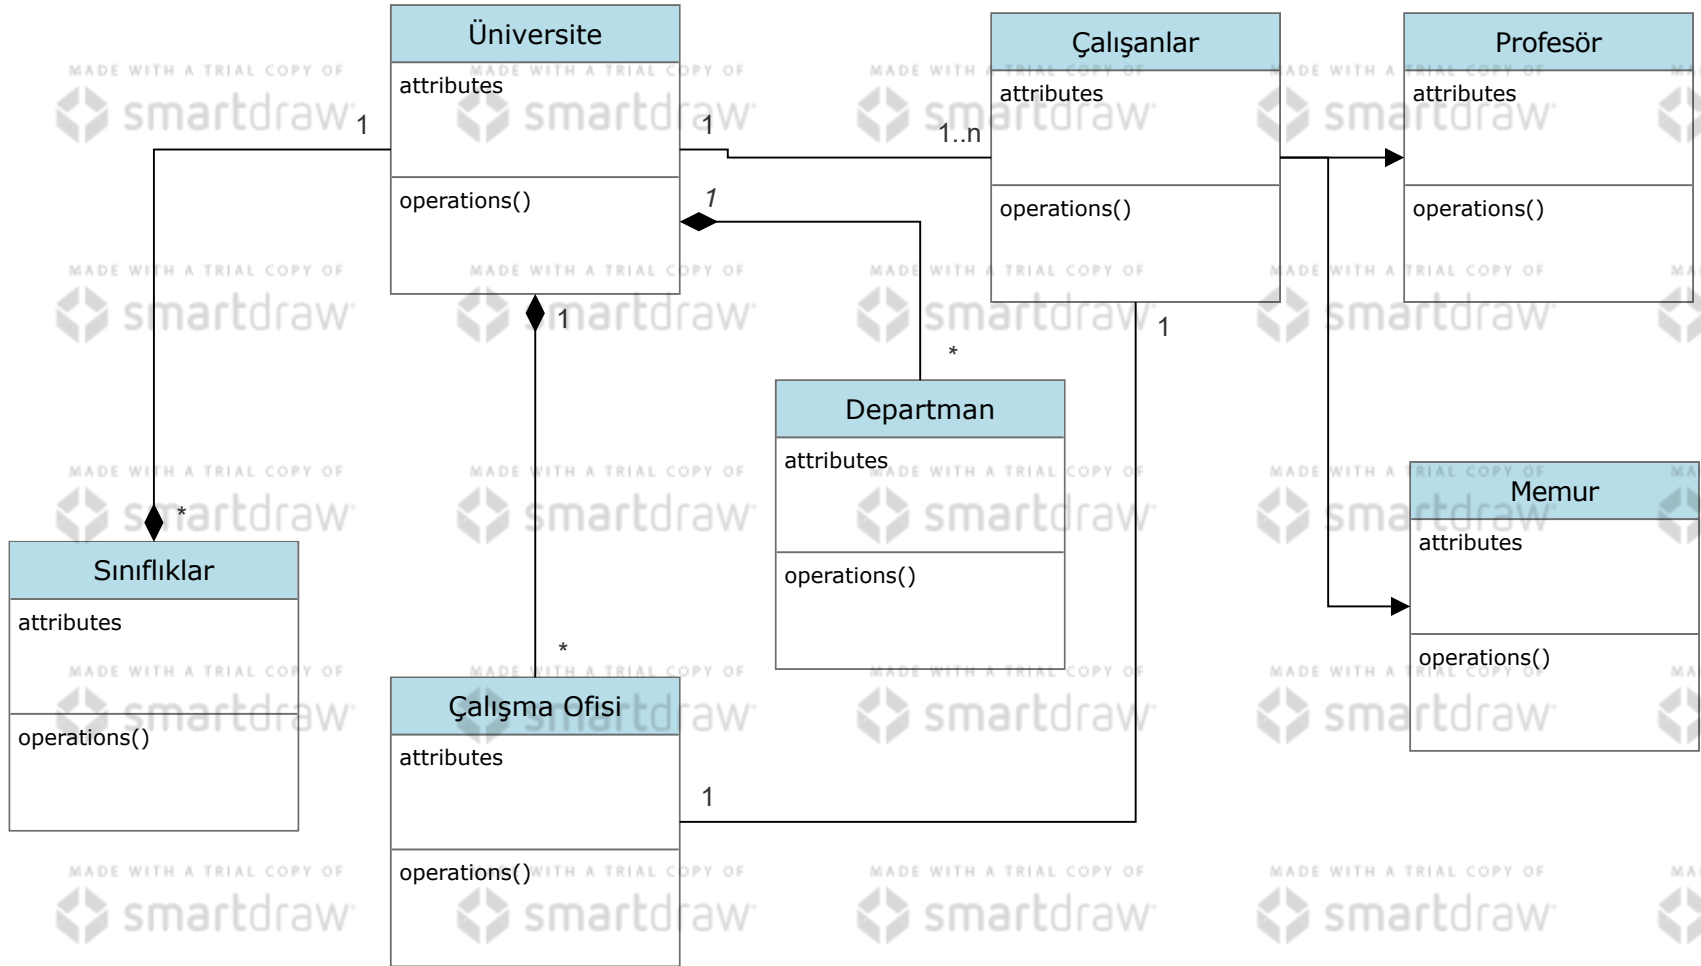 Üniversite
attributes
operations()
1
1
1
1
1..n
Çalışanlar
attributes
operations()
1
Profesör
attributes
operations()
*
Departman
attributes
operations()
Memur
attributes
operations()
*
Sınıflıklar
attributes
operations()
*
Çalışma Ofisi
attributes
operations()
1
MADE WITH A TRIAL COPY OF
smartdraw